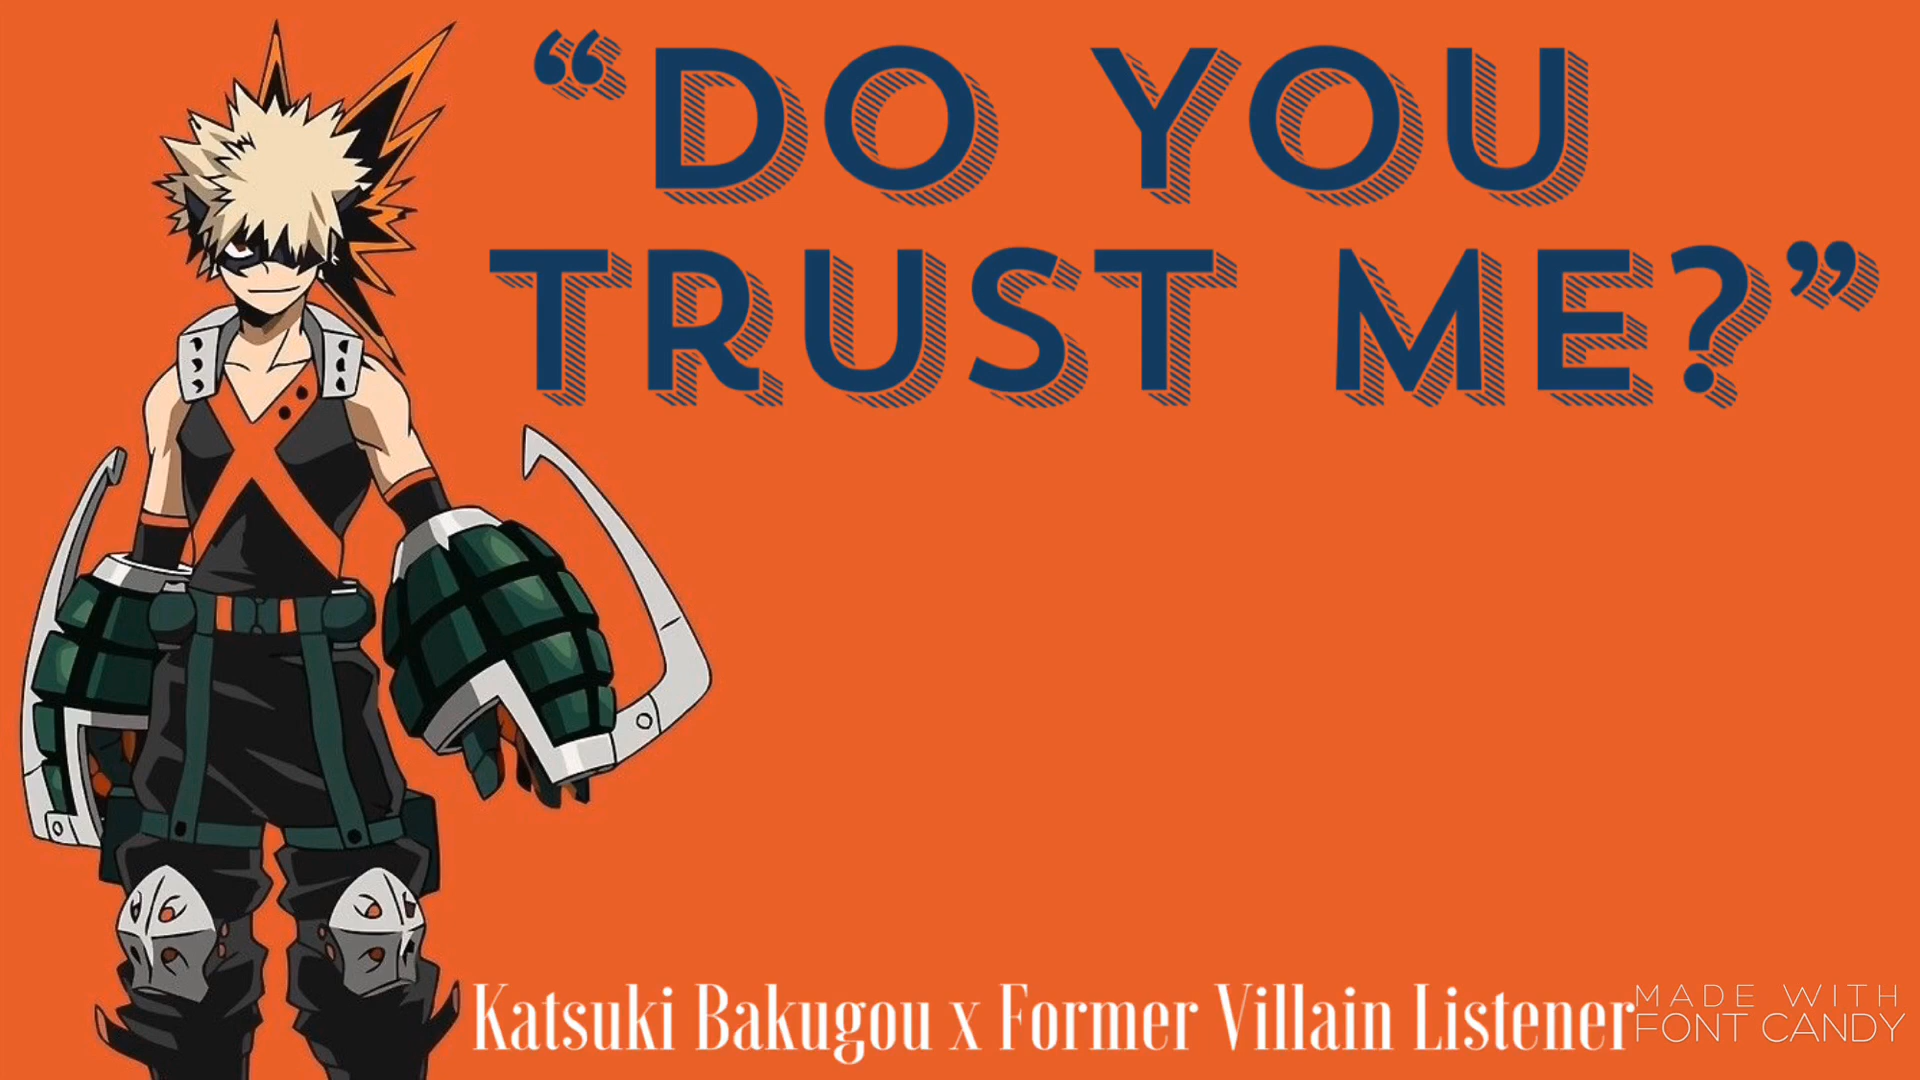 “DO YOU
TRUST ME?”
Katsuki Bakugou x Former Villain Listener
MADE WITH
FONT CANDY